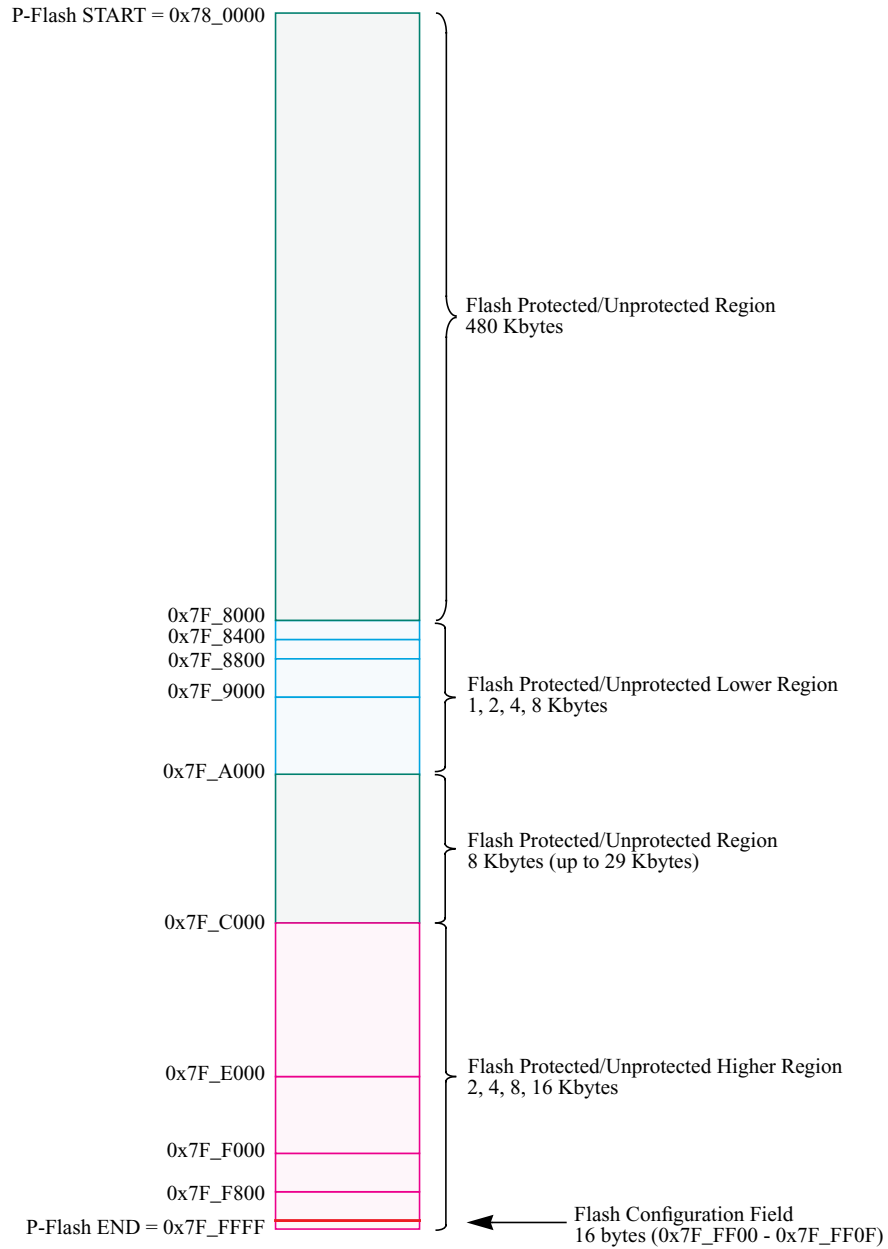 P-Flash START = 0x78_0000
Flash Protected/Unprotected Region
480 Kbytes
0x7F_8000
0x7F_8400
0x7F_8800
0x7F_9000
Flash Protected/Unprotected Lower Region
1, 2, 4, 8 Kbytes
0x7F_A000
Flash Protected/Unprotected Region
8 Kbytes (up to 29 Kbytes)
0x7F_C000
0x7F_E000
Flash Protected/Unprotected Higher Region
2, 4, 8, 16 Kbytes
0x7F_F000
0x7F_F800
P-Flash END = 0x7F_FFFF
Flash Configuration Field
16 bytes (0x7F_FF00 - 0x7F_FF0F)